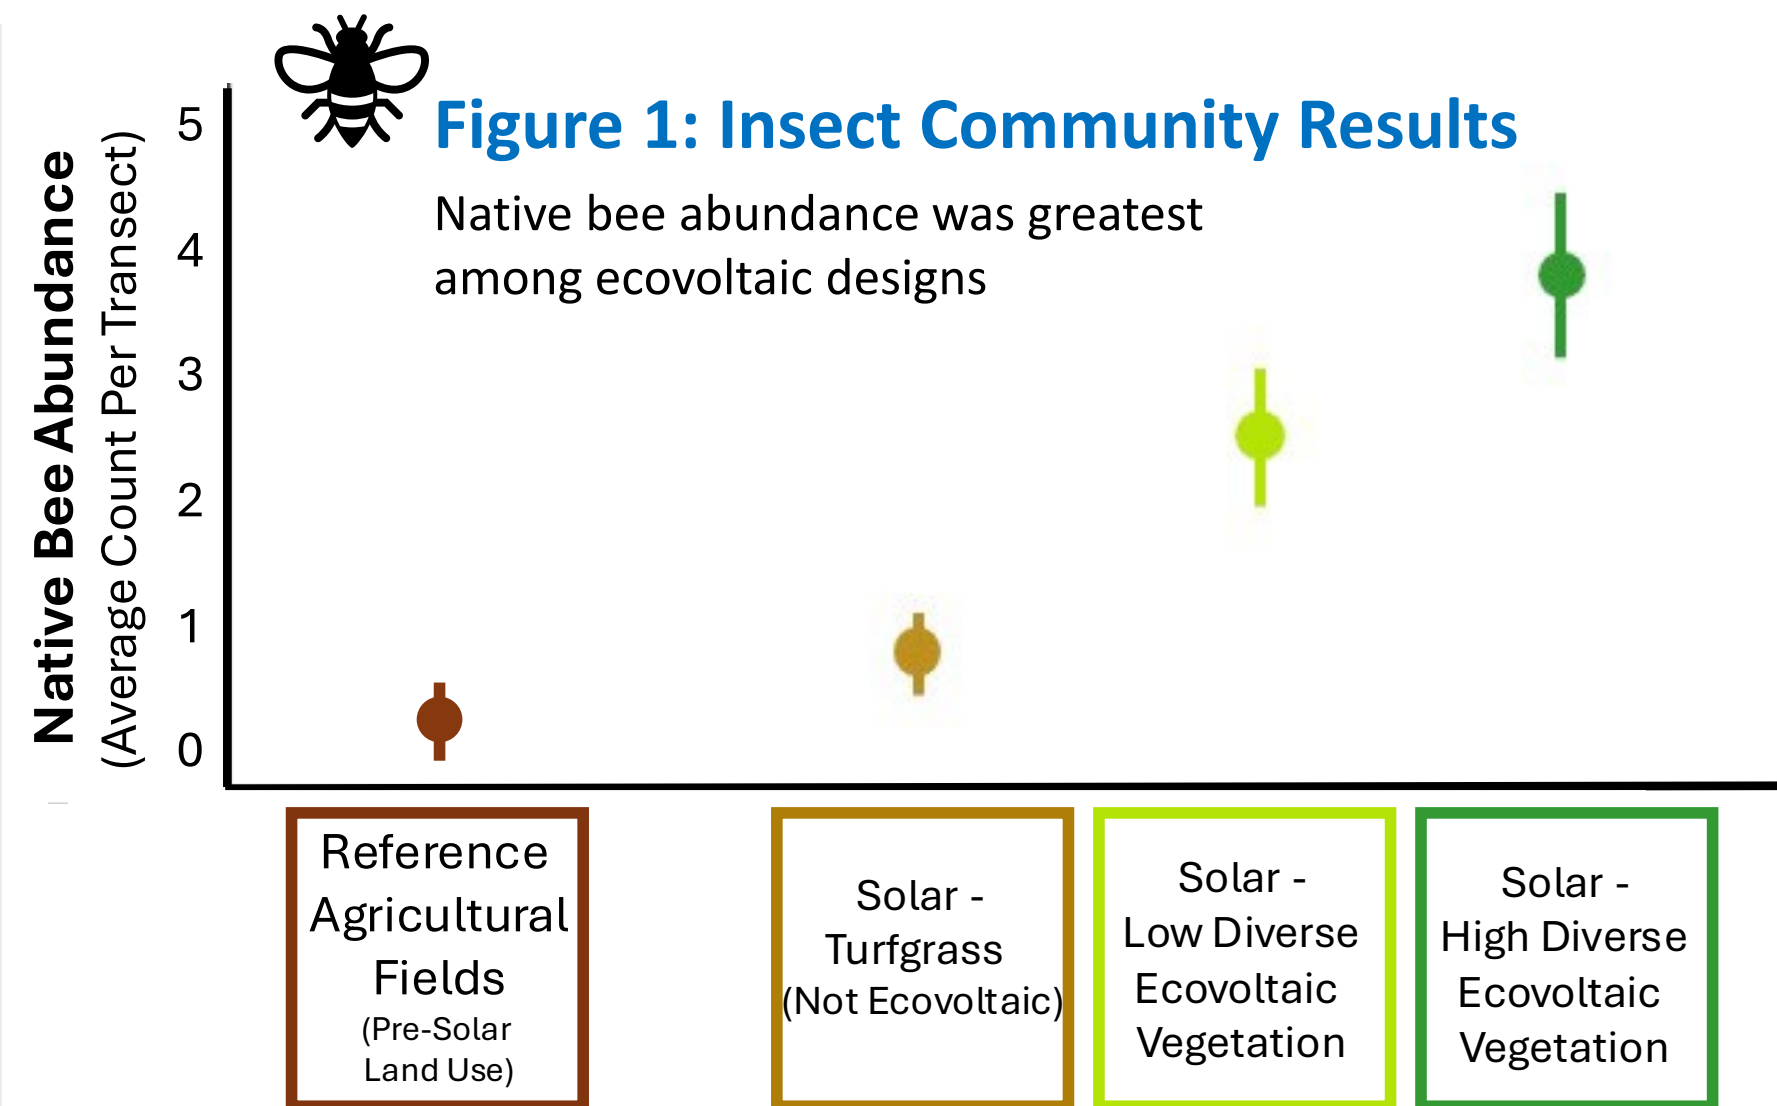 Figure 1: Insect Community Results
Native bee abundance was greatest
among ecovoltaic designs
Native Bee Abundance
(Average Count Per Transect)
5
4
3
2
1
0
Reference
Agricultural
Fields
(Pre-Solar
Land Use)
Solar -
Turfgrass
(Not Ecovoltaic)
Solar -
Low Diverse
Ecovoltaic
Vegetation
Solar -
High Diverse
Ecovoltaic
Vegetation